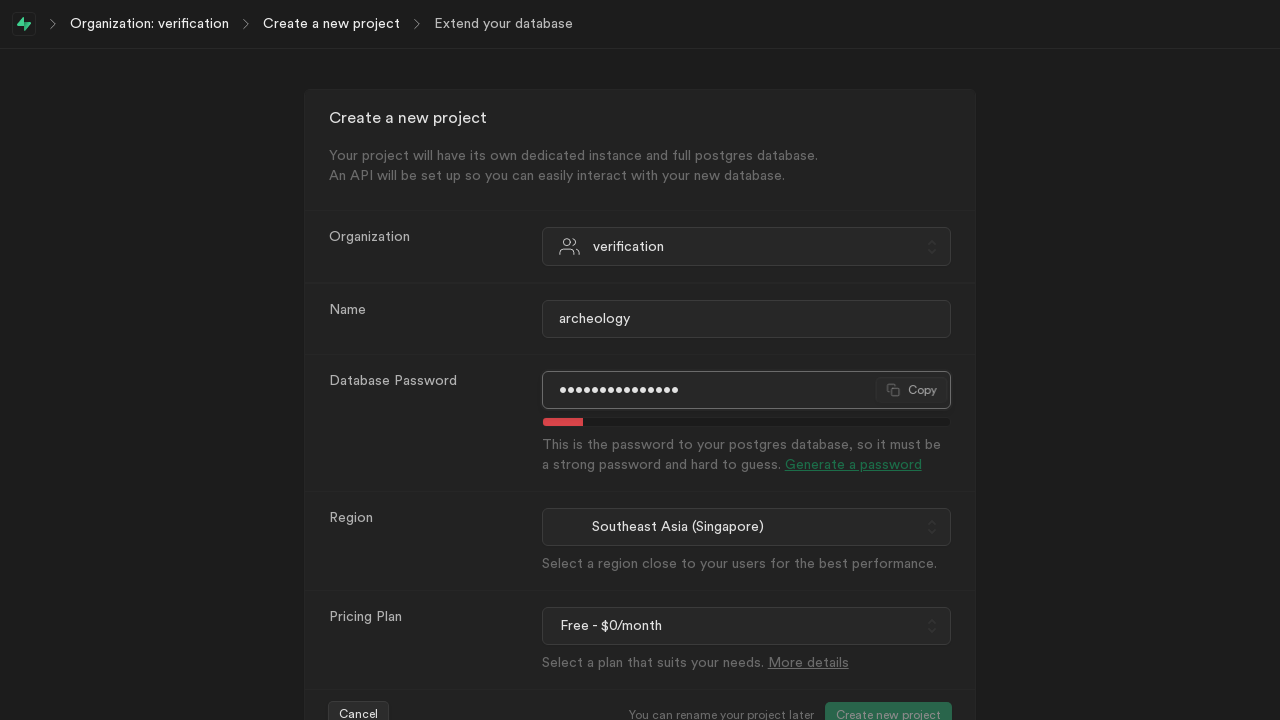 Organization: verification
Create a new project
Extend your database
Create a new project
Your project will have its own dedicated instance and full postgres database.
An API will be set up so you can easily interact with your new database.
Organization
verification
Name
archeology
Database Password
•••••••••••••••
Copy
This is the password to your postgres database, so it must be
a strong password and hard to guess. Generate a password
Region
Southeast Asia (Singapore)
Select a region close to your users for the best performance.
Pricing Plan
Free - $0/month
Select a plan that suits your needs. More details
Cancel
You can rename your project later
Create new project